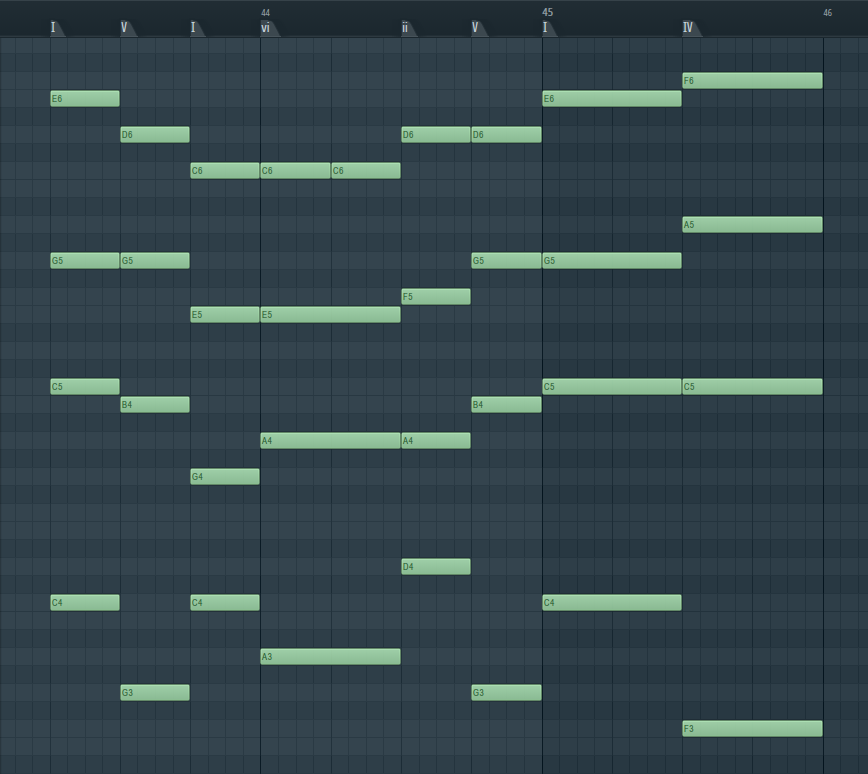 44 45 46
I V I vi ii V I IV
F6
E6 E6
D6 D6 D6
C6 C6 C6
A5
G5 G5 G5 G5
F5
E5 E5
C5 C5 C5
B4 B4
A4 A4
G4
D4
C4 C4 C4
A3
G3 G3
F3